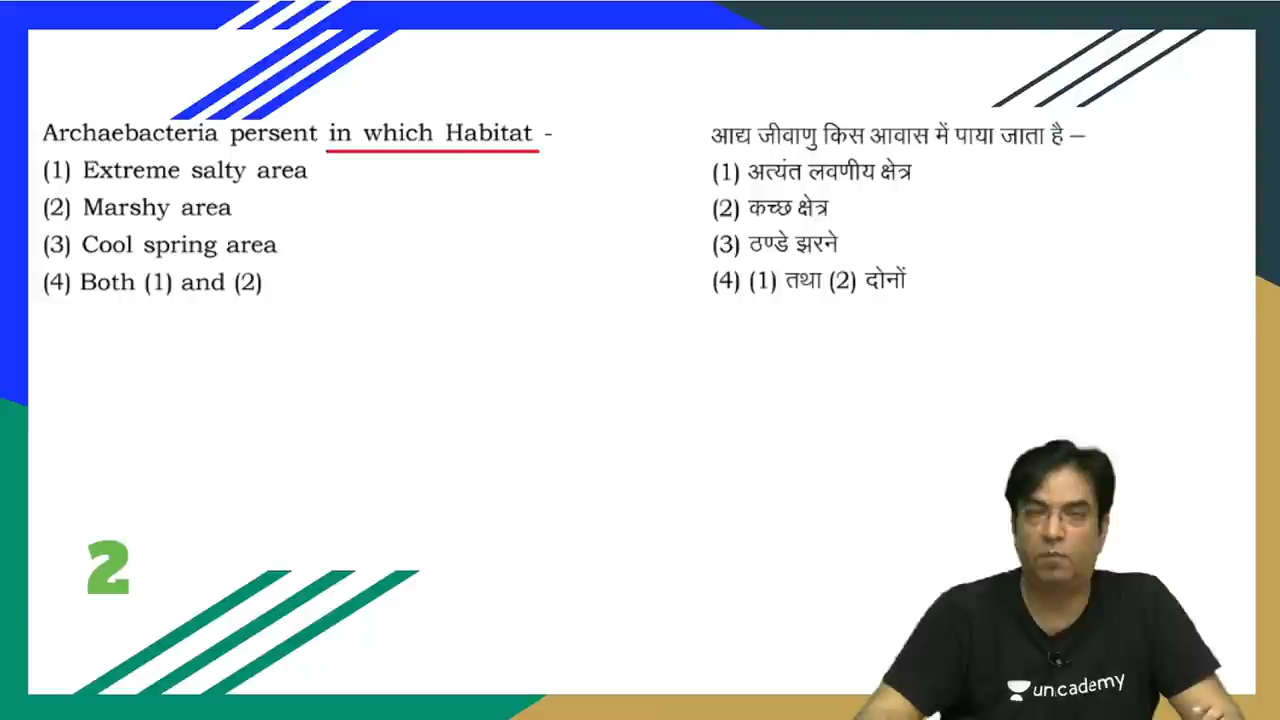 Archaebacteria persent in which Habitat -
(1) Extreme salty area
(2) Marshy area
(3) Cool spring area
(4) Both (1) and (2)
आद्य जीवाणु किस आवास में पाया जाता है –
(1) अत्यंत लवणीय क्षेत्र
(2) कच्छ क्षेत्र
(3) ठण्डे झरने
(4) (1) तथा (2) दोनों
2
unacademy